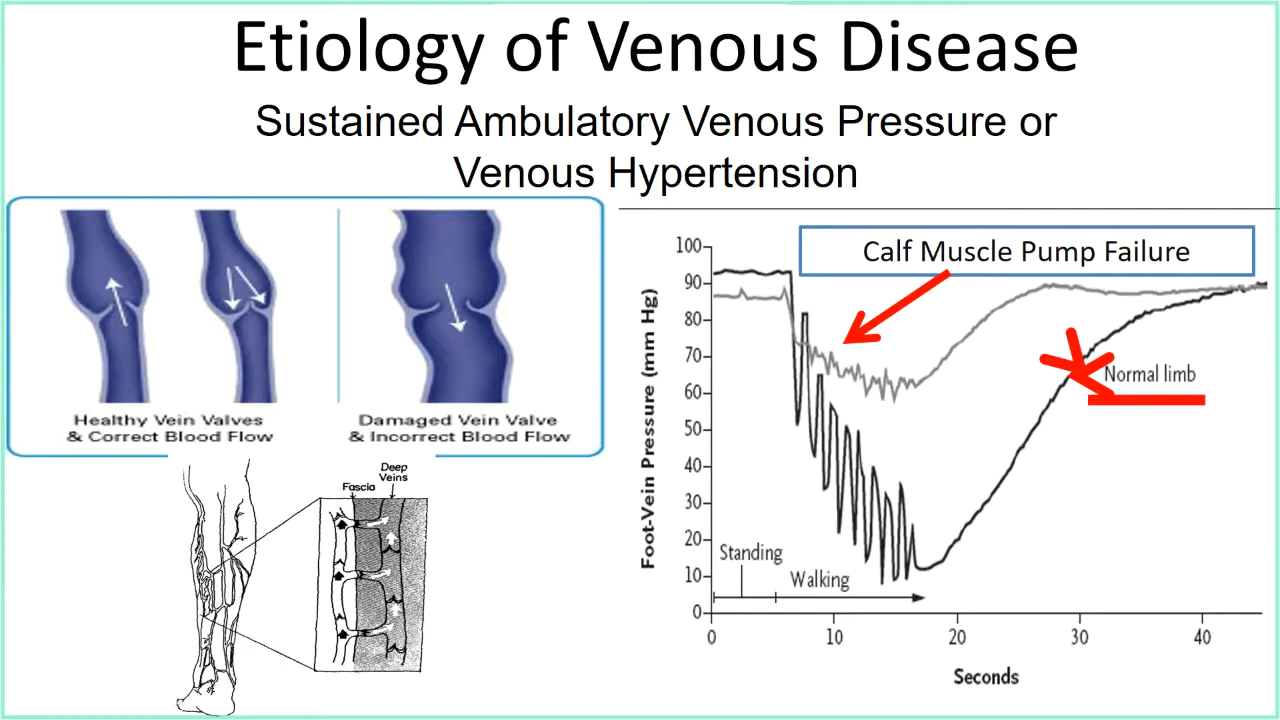 Etiology of Venous Disease
Sustained Ambulatory Venous Pressure or
Venous Hypertension
Healthy Vein Valves
& Correct Blood Flow
Damaged Vein Valve
& Incorrect Blood Flow
Deep
Veins
Fascia
Calf Muscle Pump Failure
Normal limb
Foot-Vein Pressure (mm Hg)
100
90
80
70
60
50
40
30
20
10
0
Standing
Walking
0
10
20
30
40
Seconds